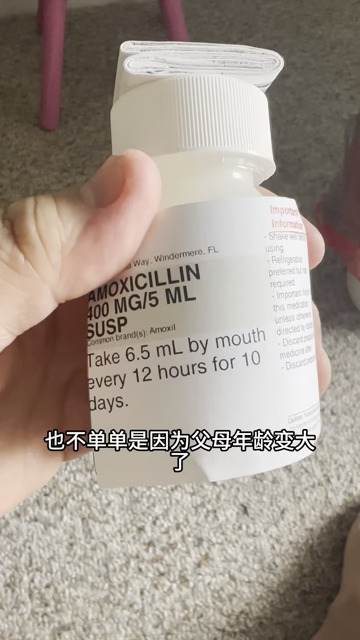 Way, Windermere, FL
AMOXICILLIN
400 MG/5 ML
SUSP
Common brand(s): Amoxil
Take 6.5 mL by mouth
every 12 hours for 10
days.
Important
Information
- Shake well
using
- Refrigeration
preferred but not
required.
- Important:
this medication
unless otherwise
directed by
- Discard
medicine after
- Discard
也不单单是因为父母年龄变大
了